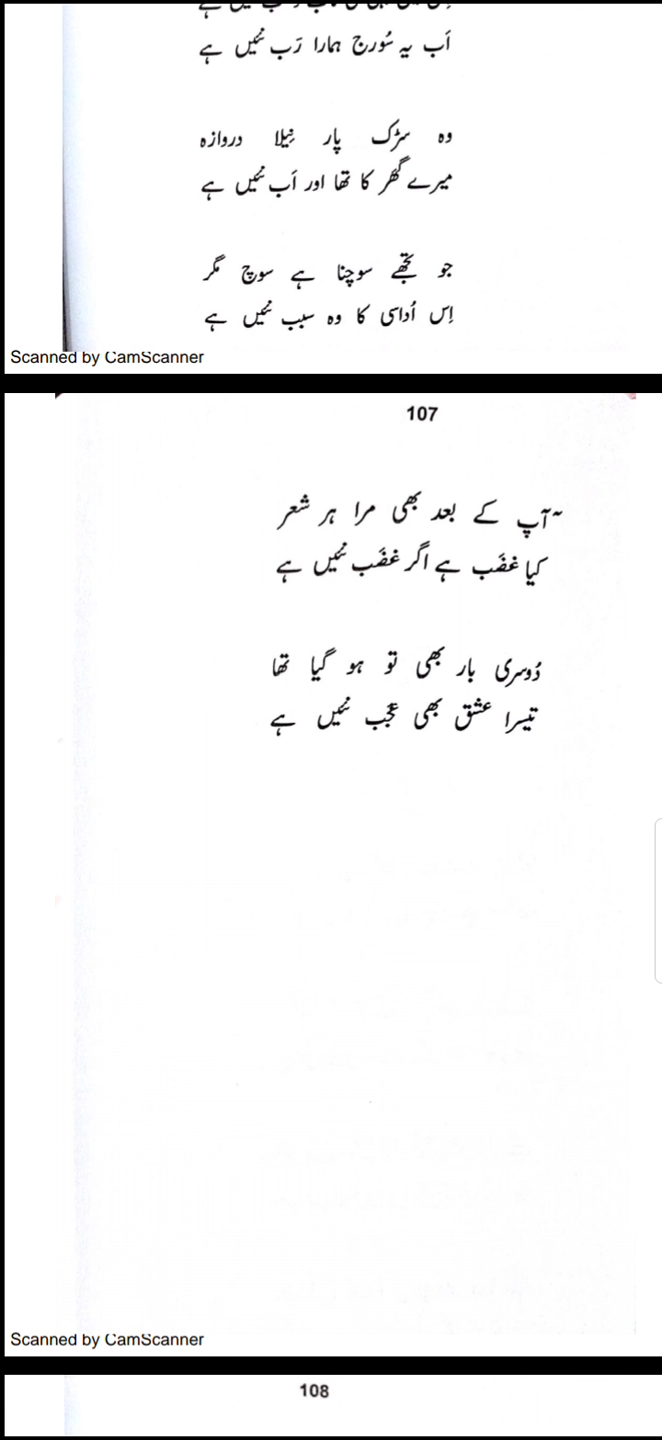 اَب یہ سُورج ہمارا رَب نہیں ہے
وہ سڑک پار نِیلا دروازہ
میرے گھر کا تھا اور اَب نہیں ہے
جو تجھے سوچنا ہے سوچ مگر
اِس اُداسی کا وہ سبب نہیں ہے
Scanned by CamScanner
107
آپ کے بعد بھی مرا ہر شعر
کیا غضَب ہے اگر غضَب نہیں ہے
دُوسری بار بھی تو ہو گیا تھا
تیسرا عشق بھی عجب نہیں ہے
Scanned by CamScanner
108